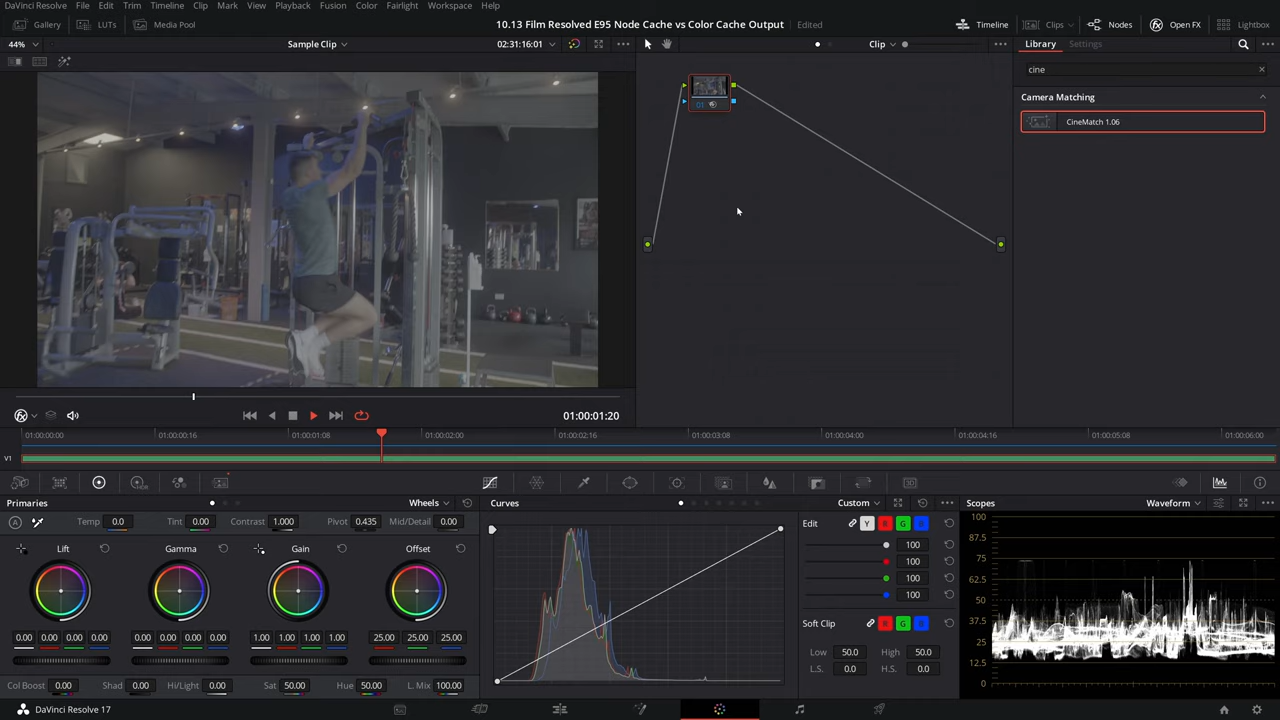 DaVinci Resolve File Edit Trim Timeline Clip Mark View Playback Fusion Color Fairlight Workspace Help
Gallery LUTs Media Pool 10.13 Film Resolved E95 Node Cache vs Color Cache Output Edited Timeline Clips Nodes Open FX Lightbox
44% Sample Clip 02:31:16:01 Clip Library Settings
cine
Camera Matching
CineMatch 1.06
01
01:00:01:20
01:00:00:00 01:00:00:16 01:00:01:08 01:00:02:00 01:00:02:16 01:00:03:08 01:00:04:00 01:00:04:16 01:00:05:08 01:00:06:00
V1
Primaries Wheels Curves Custom Scopes Waveform
Temp 0.0 Tint 0.00 Contrast 1.000 Pivot 0.435 Mid/Detail 0.00
Edit Y R G B
Lift Gamma Gain Offset
100
100
100
100
0.00 0.00 0.00 0.00 0.00 0.00 0.00 0.00 1.00 1.00 1.00 1.00 25.00 25.00 25.00
Soft Clip R G B
Low 50.0 High 50.0
L.S. 0.0 H.S. 0.0
Col Boost 0.00 Shad 0.00 Hi/Light 0.00 Sat 50.00 Hue 50.00 L. Mix 100.00
100
87.5
75
62.5
50
37.5
25
12.5
0
DaVinci Resolve 17